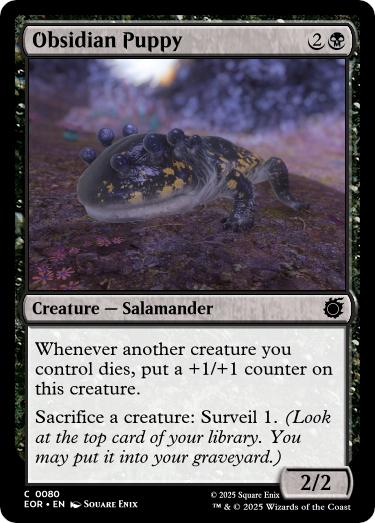 Obsidian Puppy 2
Creature — Salamander
Whenever another creature you
control dies, put a +1/+1 counter on
this creature.
Sacrifice a creature: Surveil 1. (Look
at the top card of your library. You
may put it into your graveyard.)
2/2
C 0080
EOR • EN Square Enix
© 2025 Square Enix
™ & © 2025 Wizards of the Coast